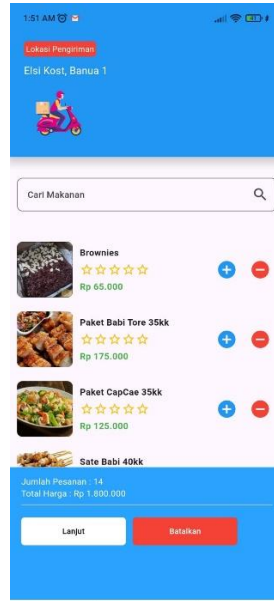 1:51 AM
Lokasi Pengiriman
Elsi Kost, Banua 1
Cari Makanan
Brownies
Rp 65.000
Paket Babi Tore 35kk
Rp 175.000
Paket CapCae 35kk
Rp 125.000
Sate Babi 40kk
Jumlah Pesanan : 14
Total Harga : Rp 1.800.000
Lanjut
Batalkan